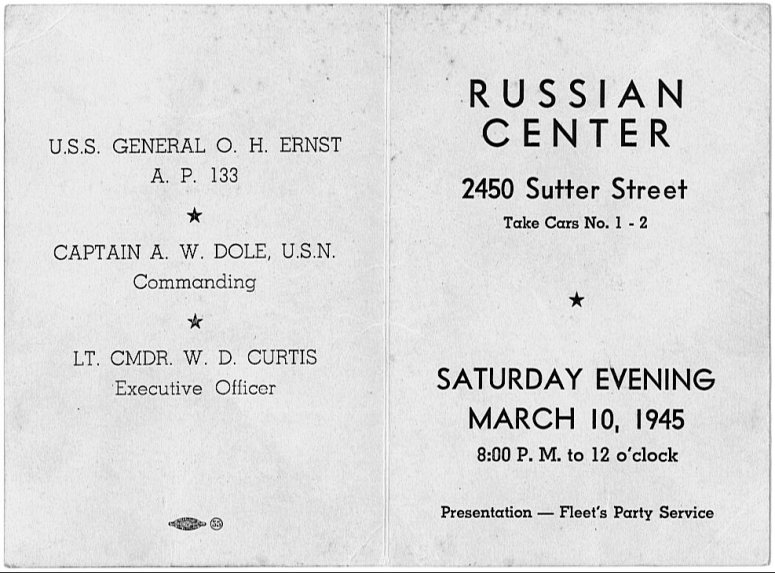 U.S.S. GENERAL O. H. ERNST
A. P. 133
CAPTAIN A. W. DOLE, U.S.N.
Commanding
LT. CMDR. W. D. CURTIS
Executive Officer
55
RUSSIAN
CENTER
2450 Sutter Street
Take Cars No. 1 - 2
SATURDAY EVENING
MARCH 10, 1945
8:00 P. M. to 12 o'clock
Presentation — Fleet's Party Service